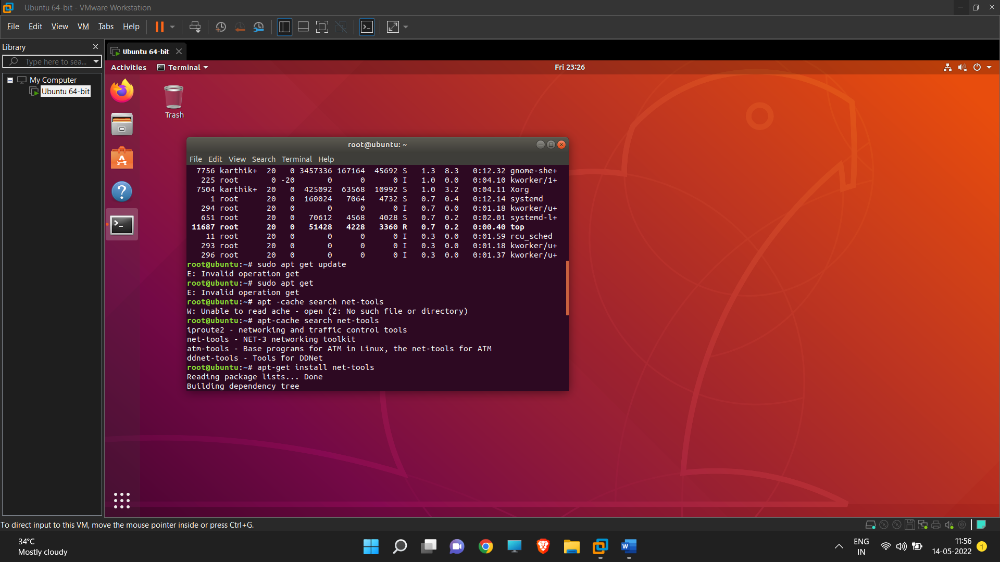 Ubuntu 64-bit - VMware Workstation
File Edit View VM Tabs Help
Library
Type here to sea...
My Computer
Ubuntu 64-bit
Ubuntu 64-bit
Activities Terminal Fri 23:26
Trash
root@ubuntu: ~
File Edit View Search Terminal Help
7756 karthik+ 20 0 3457336 167164 45692 S 1.3 8.3 0:12.32 gnome-she+
225 root 0 -20 0 0 0 I 1.0 0.0 0:04.10 kworker/1+
7504 karthik+ 20 0 425092 63568 10992 S 1.0 3.2 0:04.11 Xorg
1 root 20 0 160024 7064 4732 S 0.7 0.4 0:12.14 systemd
294 root 20 0 0 0 0 I 0.7 0.0 0:01.18 kworker/u+
651 root 20 0 70612 4568 4028 S 0.7 0.2 0:02.01 systemd-l+
11687 root 20 0 51428 4228 3360 R 0.7 0.2 0:00.40 top
11 root 20 0 0 0 0 I 0.3 0.0 0:01.59 rcu_sched
293 root 20 0 0 0 0 I 0.3 0.0 0:01.18 kworker/u+
296 root 20 0 0 0 0 I 0.3 0.0 0:01.37 kworker/u+
root@ubuntu:~# sudo apt get update
E: Invalid operation get
root@ubuntu:~# sudo apt get
E: Invalid operation get
root@ubuntu:~# apt -cache search net-tools
W: Unable to read ache - open (2: No such file or directory)
root@ubuntu:~# apt-cache search net-tools
iproute2 - networking and traffic control tools
net-tools - NET-3 networking toolkit
atm-tools - Base programs for ATM in Linux, the net-tools for ATM
ddnet-tools - Tools for DDNet
root@ubuntu:~# apt-get install net-tools
Reading package lists... Done
Building dependency tree
To direct input to this VM, move the mouse pointer inside or press Ctrl+G.
34°C
Mostly cloudy
ENG
IN
11:56
14-05-2022
1